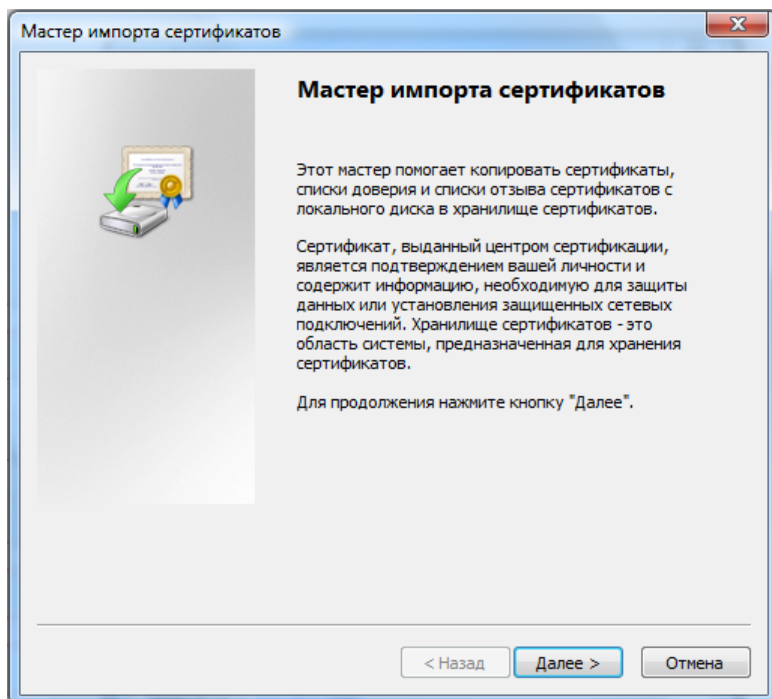 Мастер импорта сертификатов
Мастер импорта сертификатов
Этот мастер помогает копировать сертификаты,
списки доверия и списки отзыва сертификатов с
локального диска в хранилище сертификатов.
Сертификат, выданный центром сертификации,
является подтверждением вашей личности и
содержит информацию, необходимую для защиты
данных или установления защищенных сетевых
подключений. Хранилище сертификатов - это
область системы, предназначенная для хранения
сертификатов.
Для продолжения нажмите кнопку "Далее".
< Назад
Далее >
Отмена